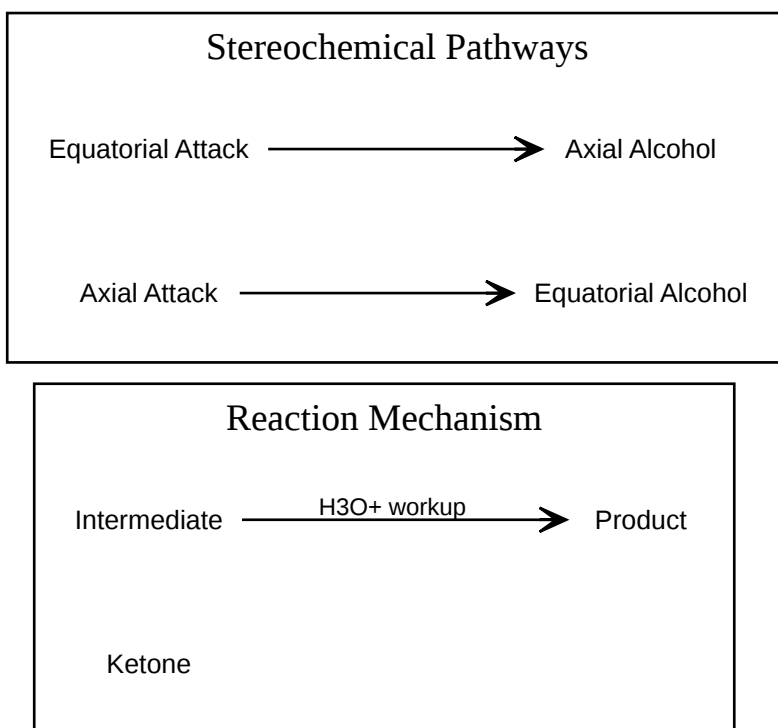 Stereochemical Pathways
Equatorial Attack
Axial Alcohol
Axial Attack
Equatorial Alcohol
Reaction Mechanism
Intermediate
H3O+ workup
Product
Ketone